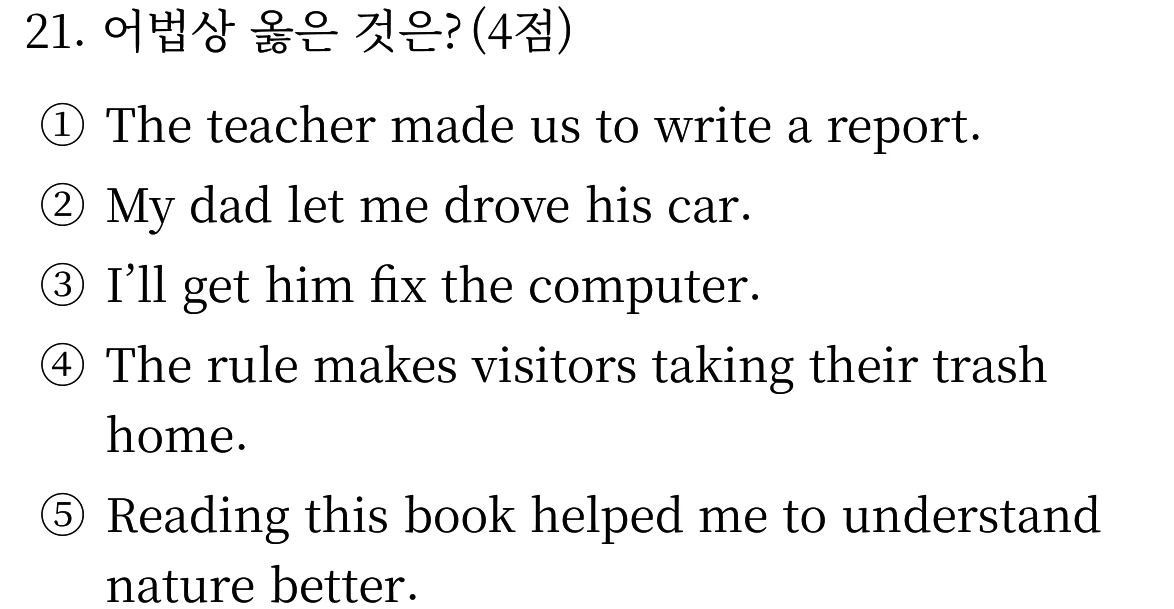 21. 어법상 옳은 것은?(4점)
① The teacher made us to write a report.
② My dad let me drove his car.
③ I’ll get him fix the computer.
④ The rule makes visitors taking their trash
home.
⑤ Reading this book helped me to understand
nature better.